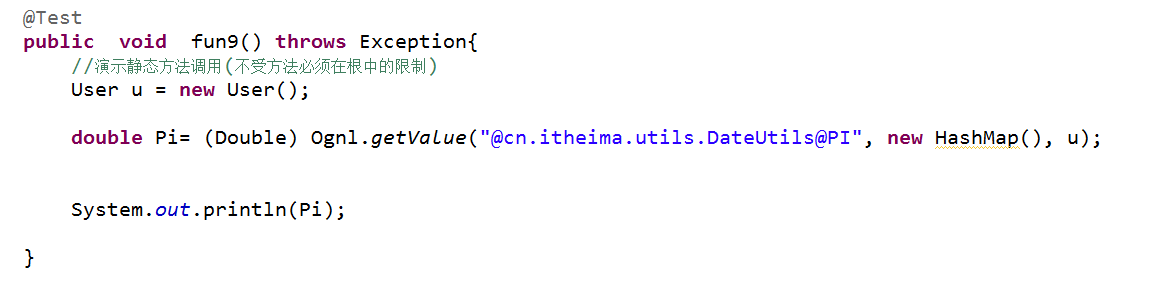 @Test
public  void  fun9() throws Exception{
    //演示静态方法调用(不受方法必须在根中的限制)
    User u = new User();
    double Pi= (Double) Ognl.getValue("@cn.itheima.utils.DateUtils@PI", new HashMap(), u);
    System.out.println(Pi);
}